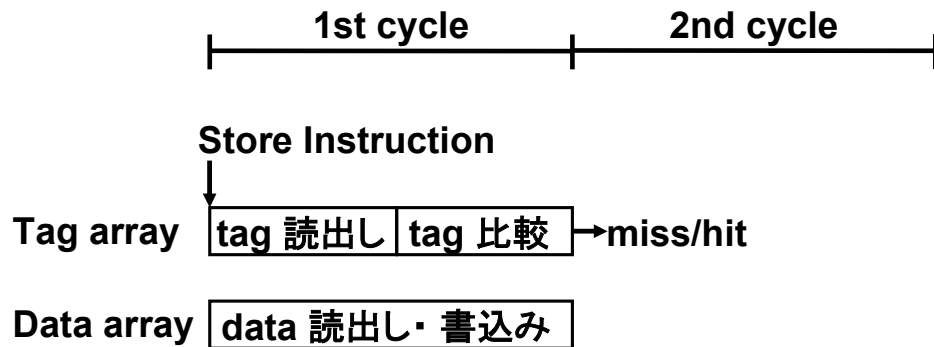 1st cycle 2nd cycle
Store Instruction
Tag array tag 読出し tag 比較 miss/hit
Data array data 読出し・書込み